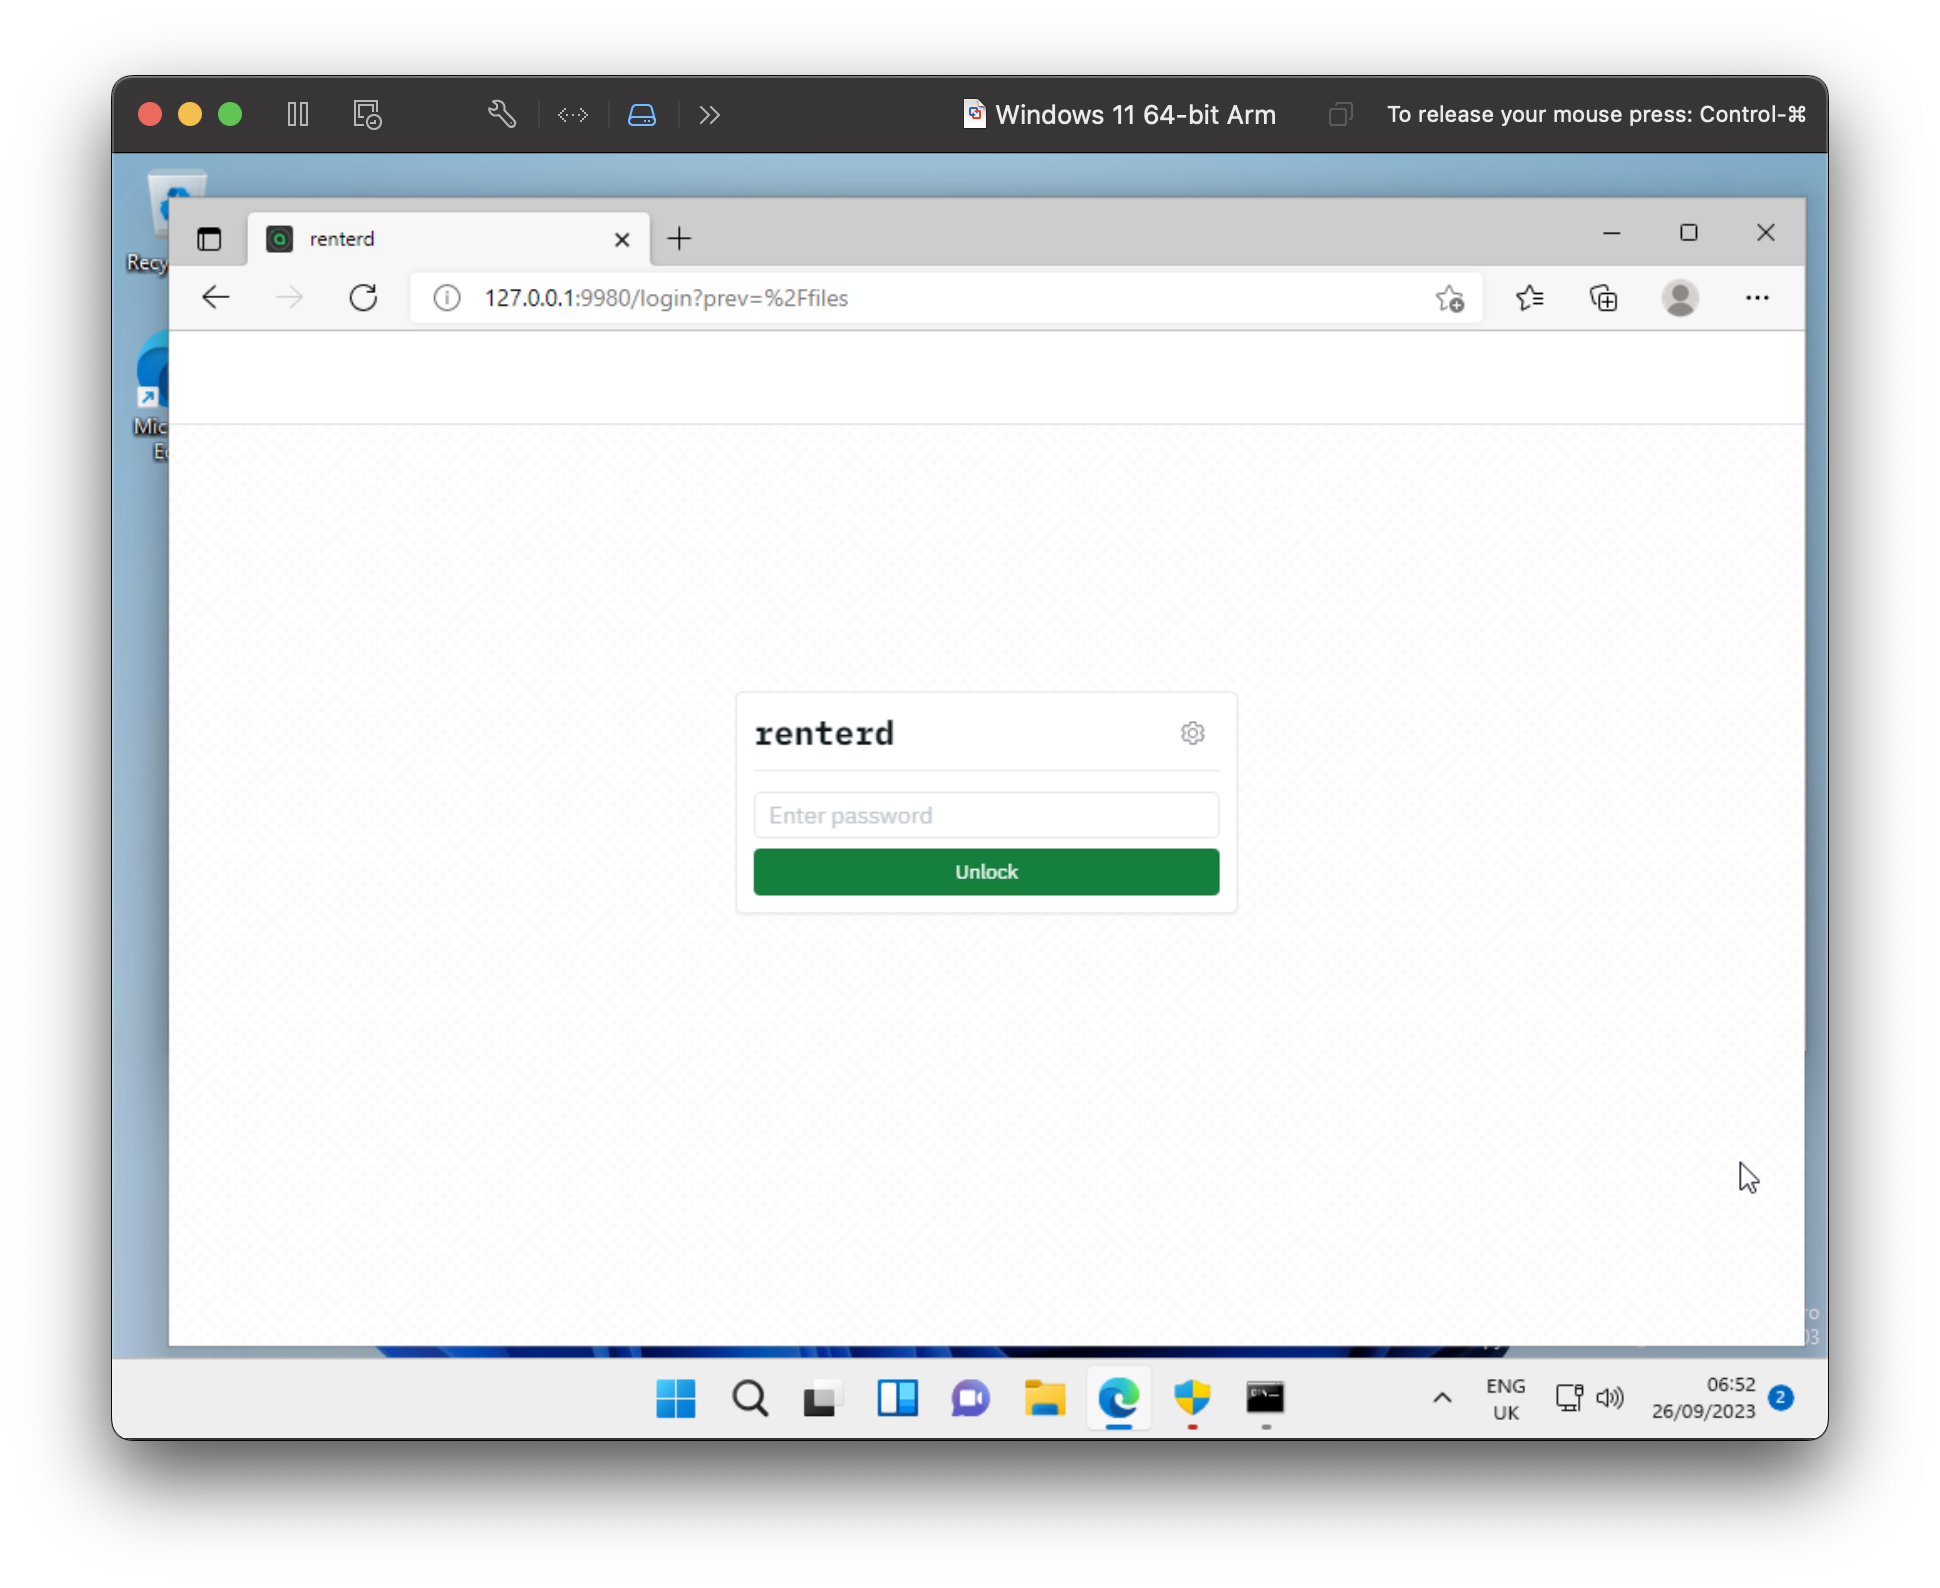 Windows 11 64-bit Arm
To release your mouse press: Control-⌘
Recy
renterd
127.0.0.1:9980/login?prev=%2Ffiles
Mic
renterd
Enter password
Unlock
ENG
UK
06:52
26/09/2023
2